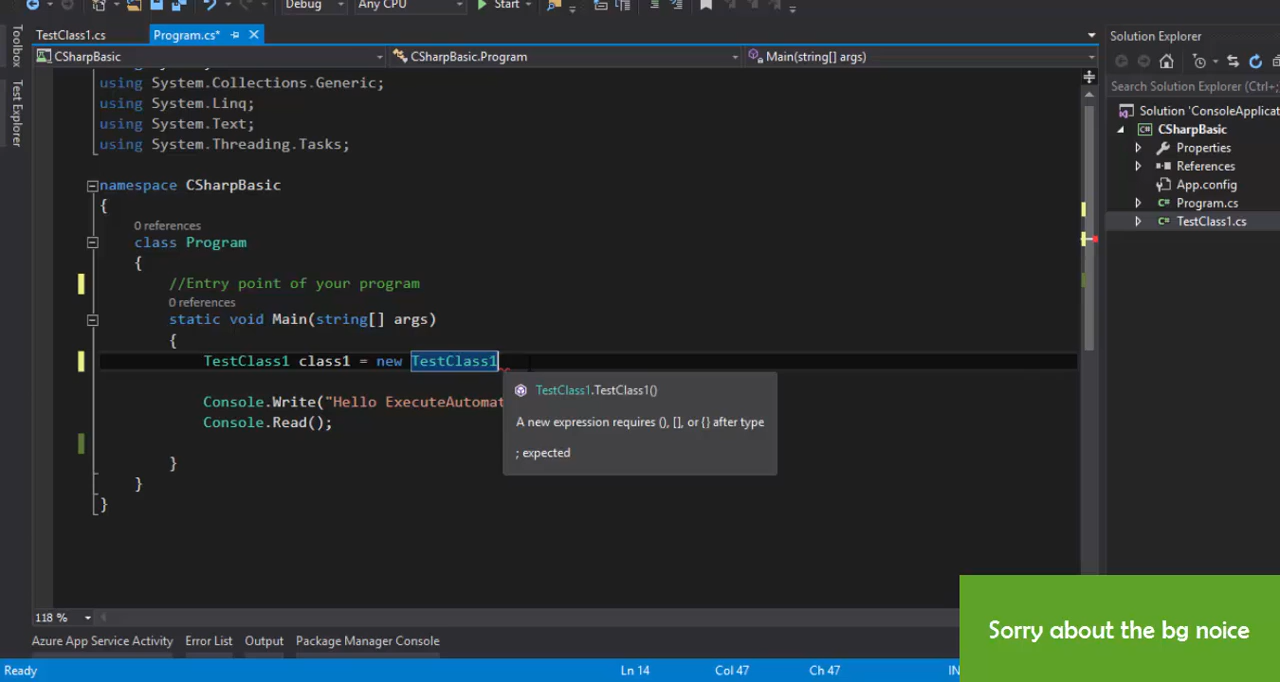 Debug
Any CPU
Start
TestClass1.cs
Program.cs*
CSharpBasic
CSharpBasic.Program
Main(string[] args)
Toolbox
Test Explorer
using System.Collections.Generic;
using System.Linq;
using System.Text;
using System.Threading.Tasks;
namespace CSharpBasic
{
0 references
class Program
{
//Entry point of your program
0 references
static void Main(string[] args)
{
TestClass1 class1 = new TestClass1
TestClass1.TestClass1()
A new expression requires (), [], or {} after type
; expected
Console.Write("Hello ExecuteAutomat
Console.Read();
}
}
}
Solution Explorer
Search Solution Explorer (Ctrl+;
Solution 'ConsoleApplicat
C# CSharpBasic
Properties
References
App.config
C# Program.cs
C# TestClass1.cs
118 %
Azure App Service Activity
Error List
Output
Package Manager Console
Sorry about the bg noice
Ready
Ln 14
Col 47
Ch 47
IN